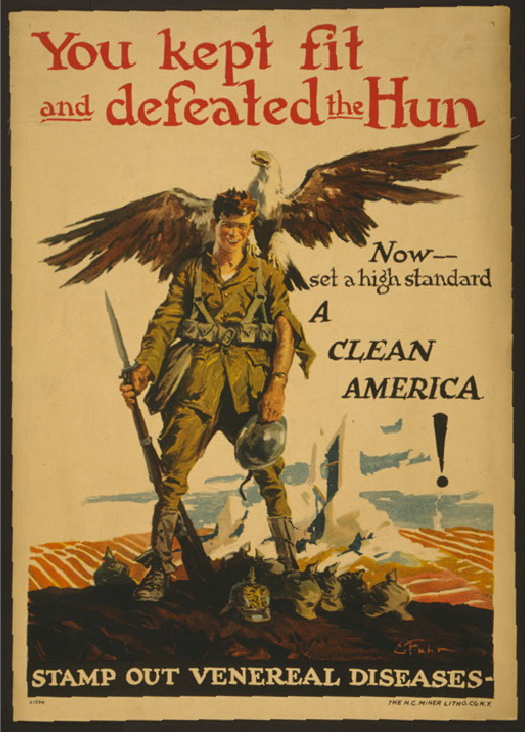 You kept fit
and defeated the Hun
Now--
set a high standard
A
CLEAN
AMERICA
!
STAMP OUT VENEREAL DISEASES-
THE H.C. MINER LITHO. CO. N.Y.